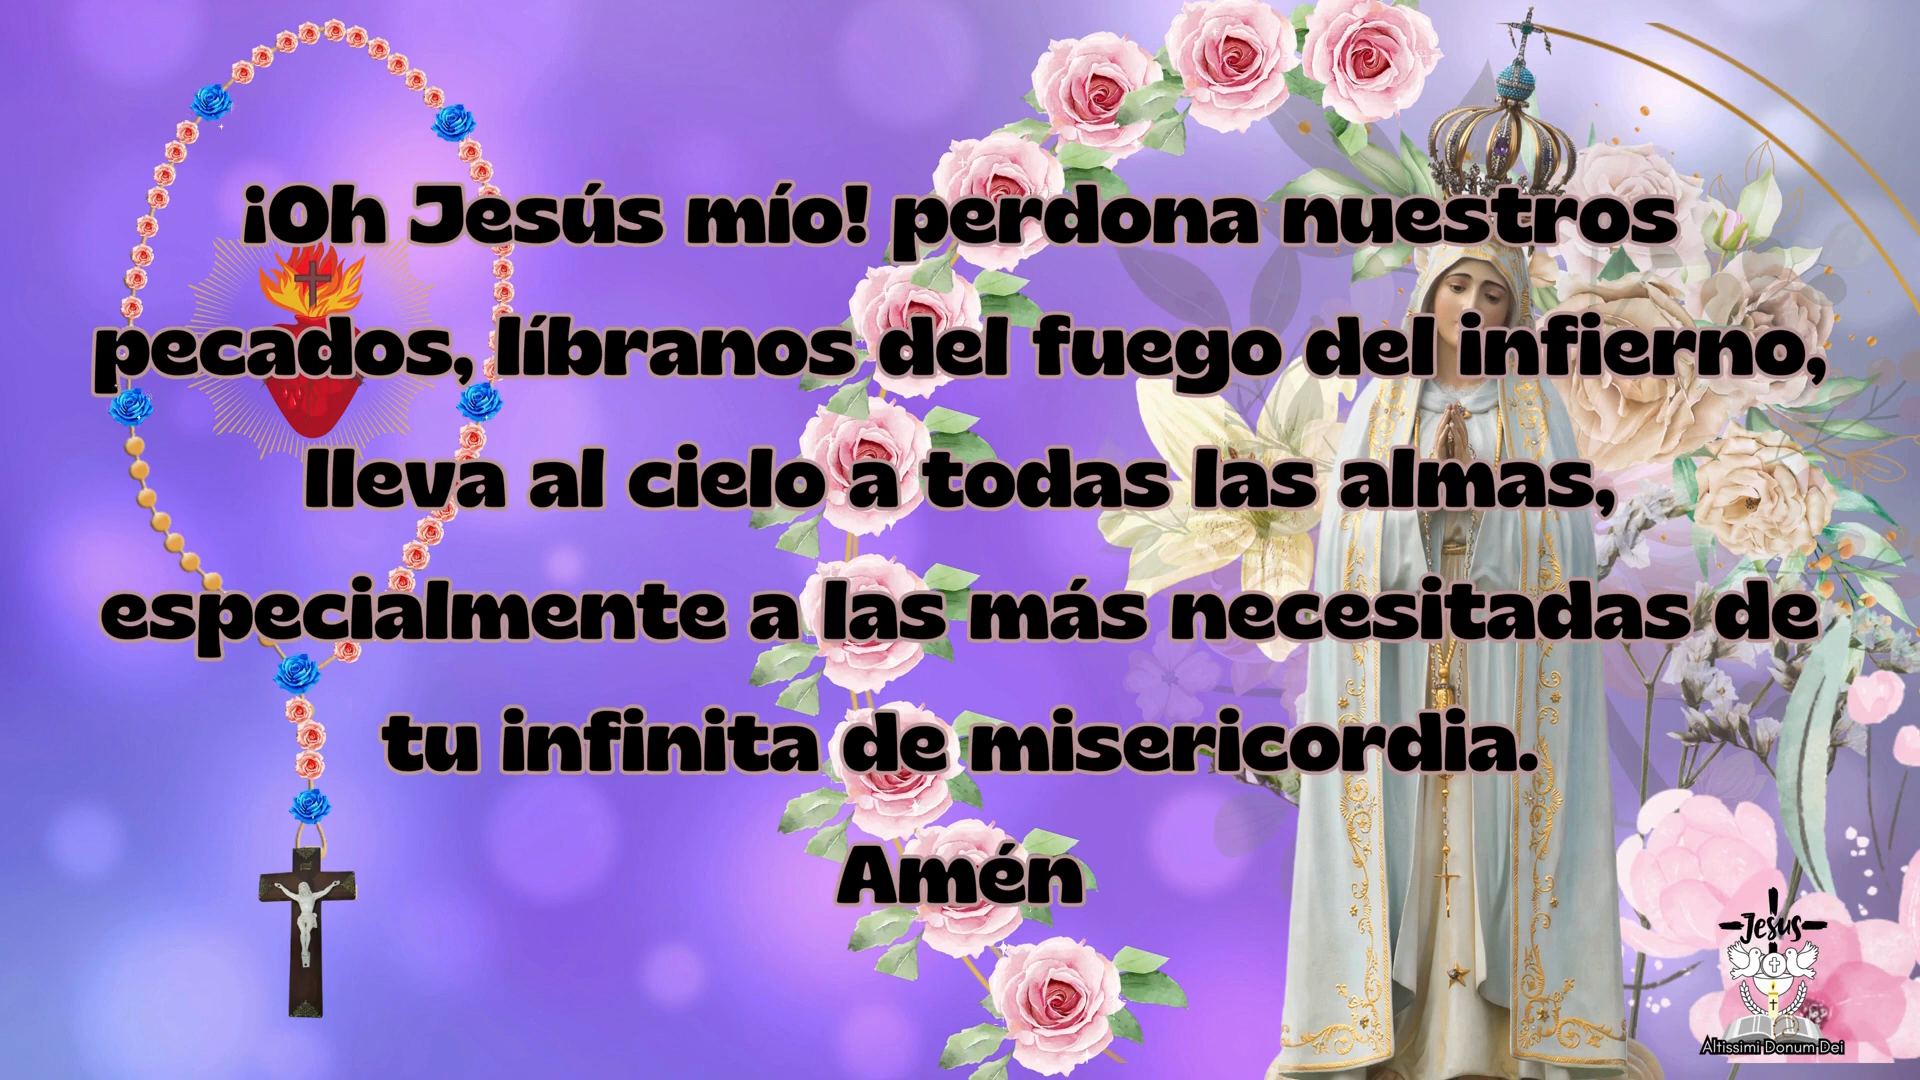 ¡Oh Jesús mío! perdona nuestros
pecados, líbranos del fuego del infierno,
lleva al cielo a todas las almas,
especialmente a las más necesitadas de
tu infinita de misericordia.
Amén
Jesus
Altissimi Donum Dei